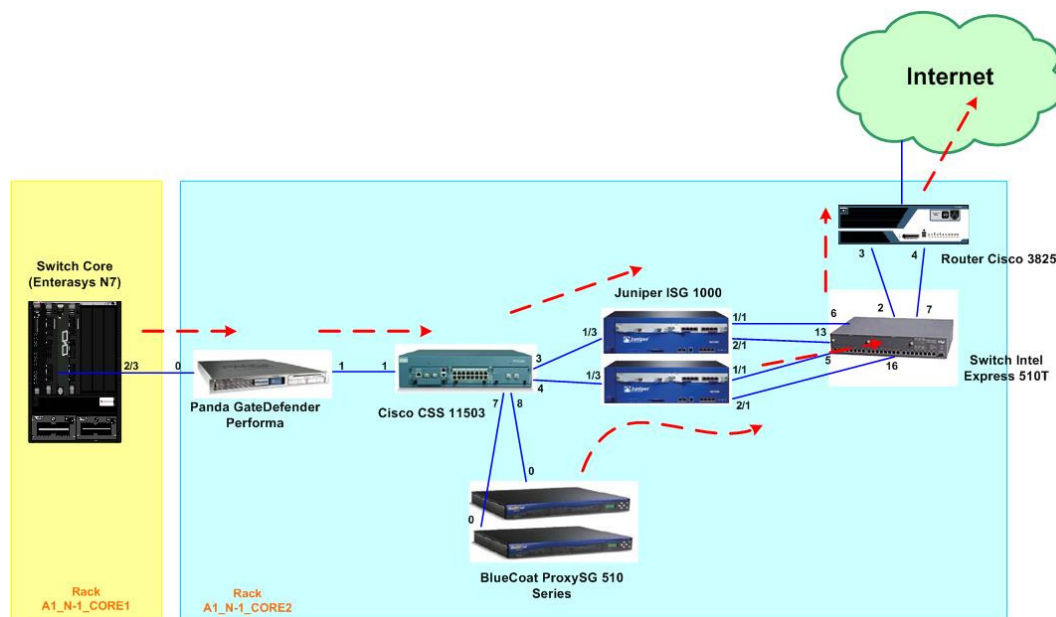 Internet
Switch Core
(Enterasys N7)
2/3
0
Panda GateDefender
Performa
1
1
Cisco CSS 11503
3
4
7
8
0
0
BlueCoat ProxySG 510
Series
Juniper ISG 1000
1/3
1/3
1/1
2/1
1/1
2/1
6
13
5
16
2
7
Switch Intel
Express 510T
3
4
Router Cisco 3825
Rack
A1_N-1_CORE1
Rack
A1_N-1_CORE2